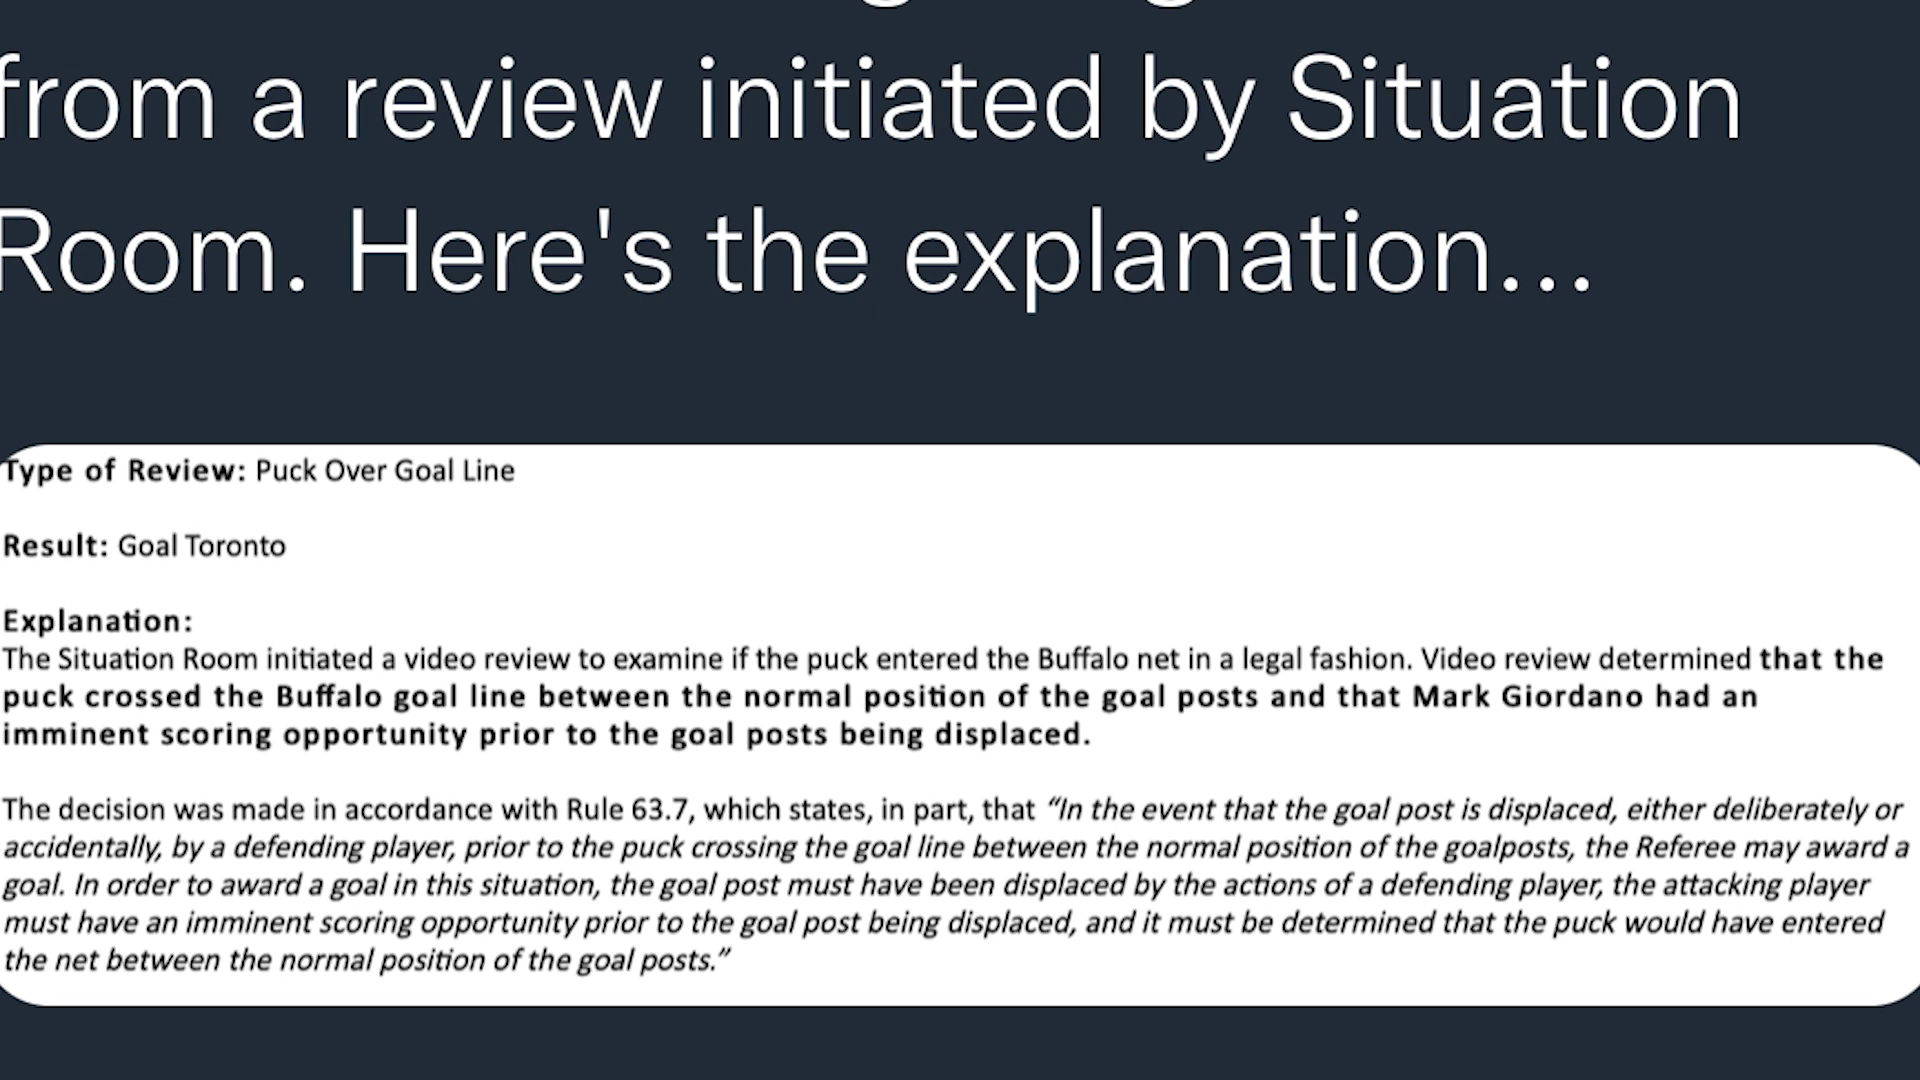 from a review initiated by Situation
Room. Here's the explanation...
Type of Review: Puck Over Goal Line
Result: Goal Toronto
Explanation:
The Situation Room initiated a video review to examine if the puck entered the Buffalo net in a legal fashion. Video review determined that the
puck crossed the Buffalo goal line between the normal position of the goal posts and that Mark Giordano had an
imminent scoring opportunity prior to the goal posts being displaced.
The decision was made in accordance with Rule 63.7, which states, in part, that “In the event that the goal post is displaced, either deliberately or
accidentally, by a defending player, prior to the puck crossing the goal line between the normal position of the goalposts, the Referee may award a
goal. In order to award a goal in this situation, the goal post must have been displaced by the actions of a defending player, the attacking player
must have an imminent scoring opportunity prior to the goal post being displaced, and it must be determined that the puck would have entered
the net between the normal position of the goal posts.”